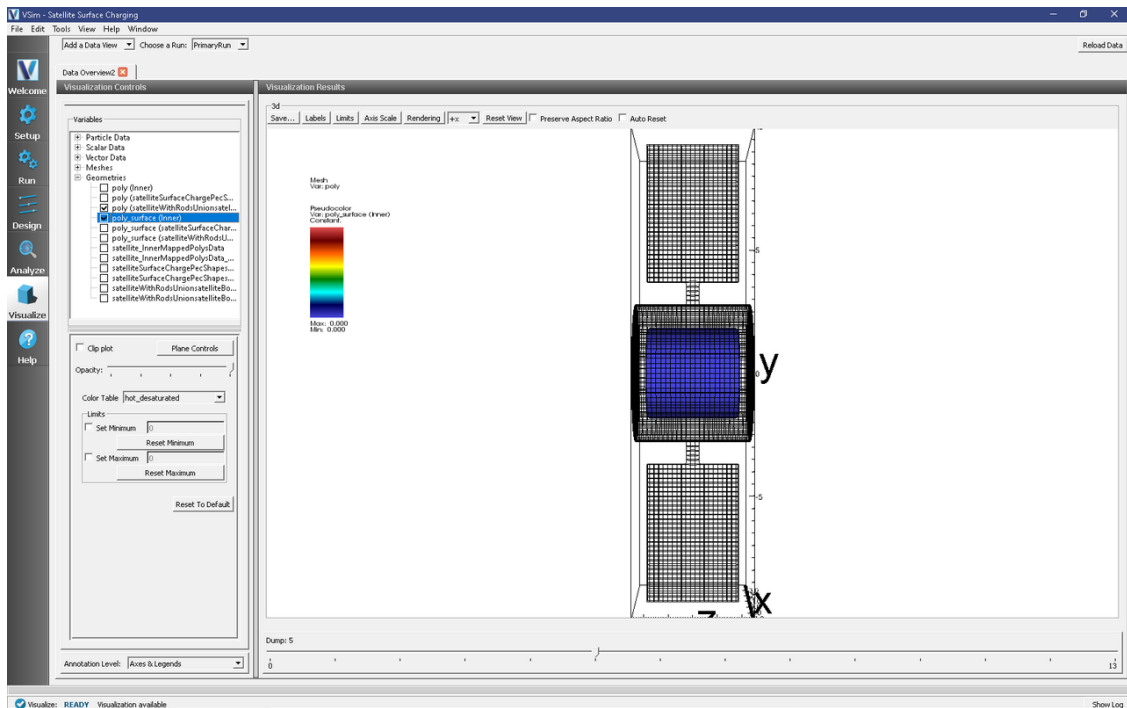 VSim - Satellite Surface Charging
File Edit Tools View Help Window
Add a Data View Choose a Run: PrimaryRun Reload Data
Data Overview2
Welcome
Setup
Run
Design
Analyze
Visualize
Help
Visualization Controls
Variables
Particle Data
Scalar Data
Vector Data
Meshes
Geometries
poly (Inner)
poly (satelliteSurfaceChargePecS...
poly (satelliteWithRodsUnionsatel...
poly_surface (Inner)
poly_surface (satelliteSurfaceChar...
poly_surface (satelliteWithRodsU...
satellite_InnerMappedPolysData
satellite_InnerMappedPolysData_...
satelliteSurfaceChargePecShapes...
satelliteSurfaceChargePecShapes...
satelliteWithRodsUnionsatelliteBo...
satelliteWithRodsUnionsatelliteBo...
Clip plot Plane Controls
Opacity:
Color Table hot_desaturated
Limits
Set Minimum 0
Reset Minimum
Set Maximum 0
Reset Maximum
Reset To Default
Annotation Level: Axes & Legends
Visualization Results
3d
Save... Labels Limits Axis Scale Rendering +x Reset View Preserve Aspect Ratio Auto Reset
Mesh
Var: poly
Pseudocolor
Var: poly_surface (Inner)
Constant.
Max: 0.000
Min: 0.000
5
y
0
-5
x
z
Dump: 5
0 13
Visualize: READY Visualization available Show Log